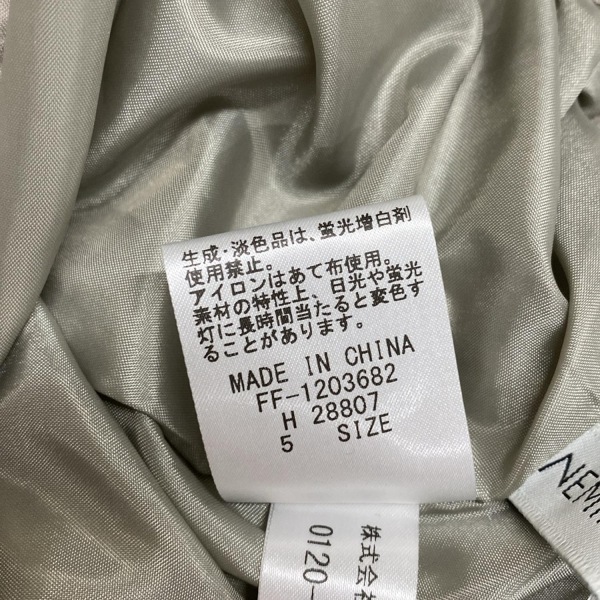 生成・淡色品は、蛍光増白剤
使用禁止。
アイロンはあて布使用。
素材の特性上、日光や蛍光
灯に長時間当たると変色す
ることがあります。
MADE IN CHINA
FF-1203682
H 28807
5 SIZE
株式会社
0120-
NEM